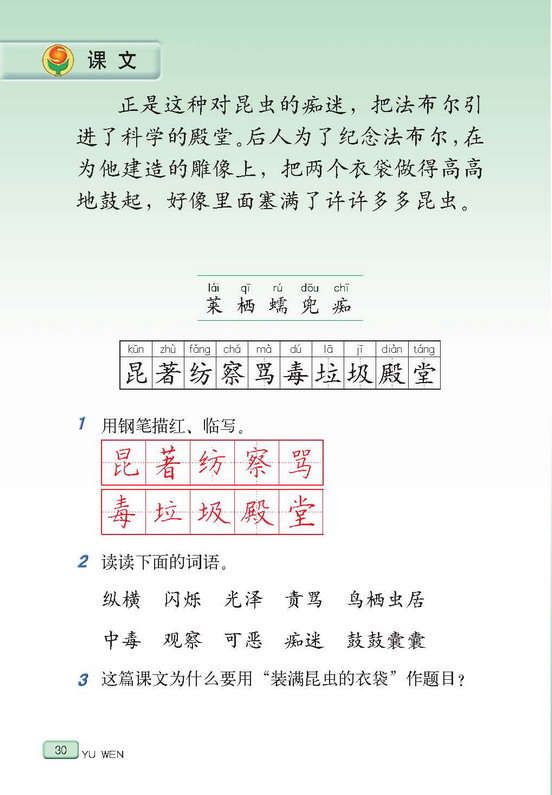 课文
正是这种对昆虫的痴迷，把法布尔引
进了科学的殿堂。后人为了纪念法布尔，在
为他建造的雕像上，把两个衣袋做得高高
地鼓起，好像里面塞满了许许多多昆虫。
lái qī rú dōu chī
莱 栖 蠕 兜 痴
kūn zhù fǎng chá mà dú lā jī diàn táng
昆 著 纺 察 骂 毒 垃 圾 殿 堂
1 用钢笔描红、临写。
昆 著 纺 察 骂
毒 垃 圾 殿 堂
2 读读下面的词语。
纵横 闪烁 光泽 责骂 鸟栖虫居
中毒 观察 可恶 痴迷 鼓鼓囊囊
3 这篇课文为什么要用“装满昆虫的衣袋”作题目？
30 YU WEN